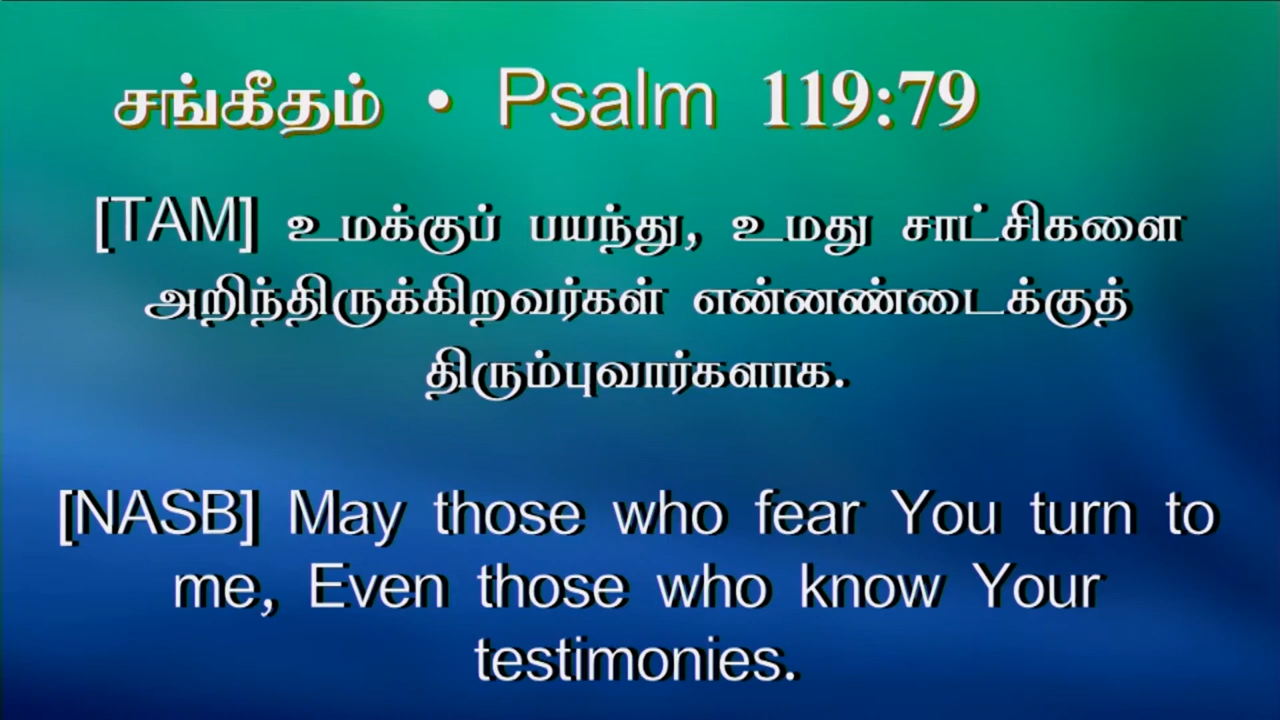 சங்கீதம் • Psalm 119:79
[TAM] உமக்குப் பயந்து, உமது சாட்சிகளை
அறிந்திருக்கிறவர்கள் என்னண்டைக்குத்
திரும்புவார்களாக.
[NASB] May those who fear You turn to
me, Even those who know Your
testimonies.